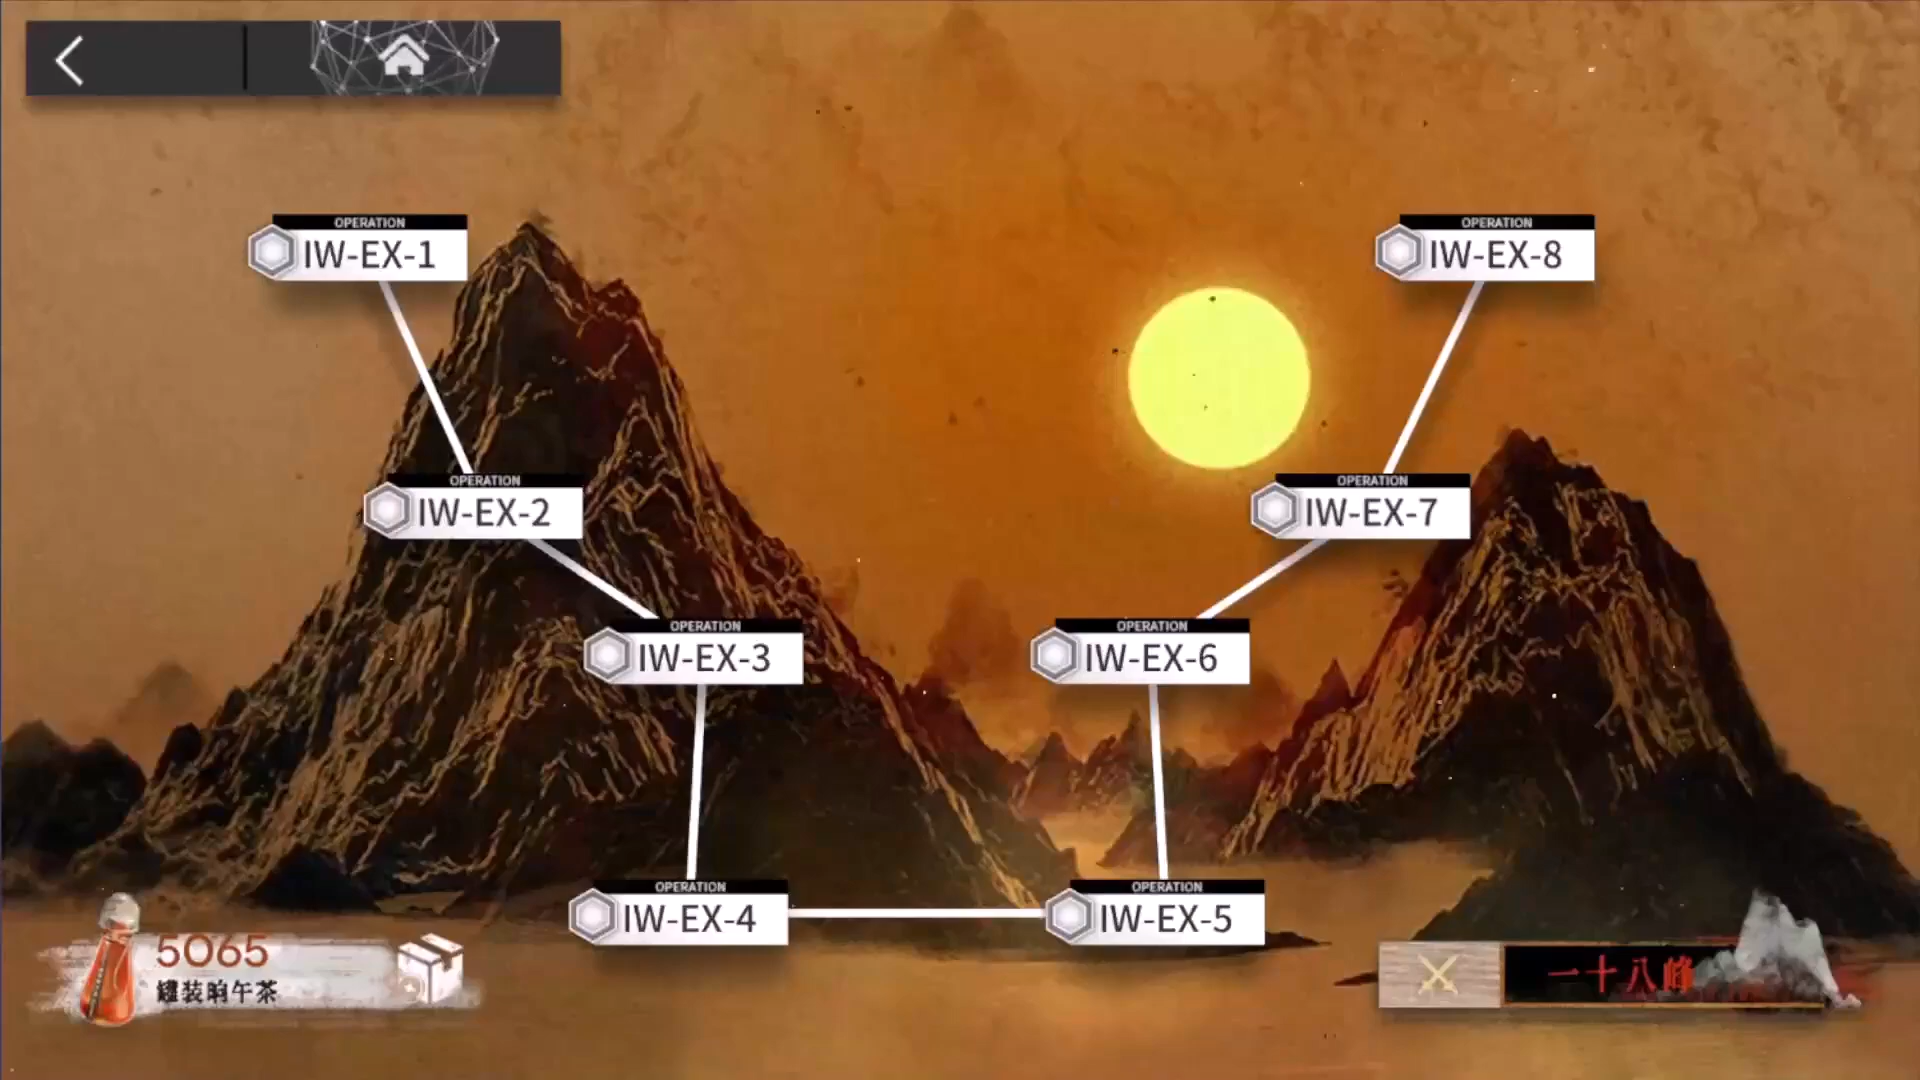 OPERATION
IW-EX-1
OPERATION
IW-EX-8
OPERATION
IW-EX-2
OPERATION
IW-EX-7
OPERATION
IW-EX-3
OPERATION
IW-EX-6
OPERATION
IW-EX-4
OPERATION
IW-EX-5
5065
罐装晌午茶
一十八峰